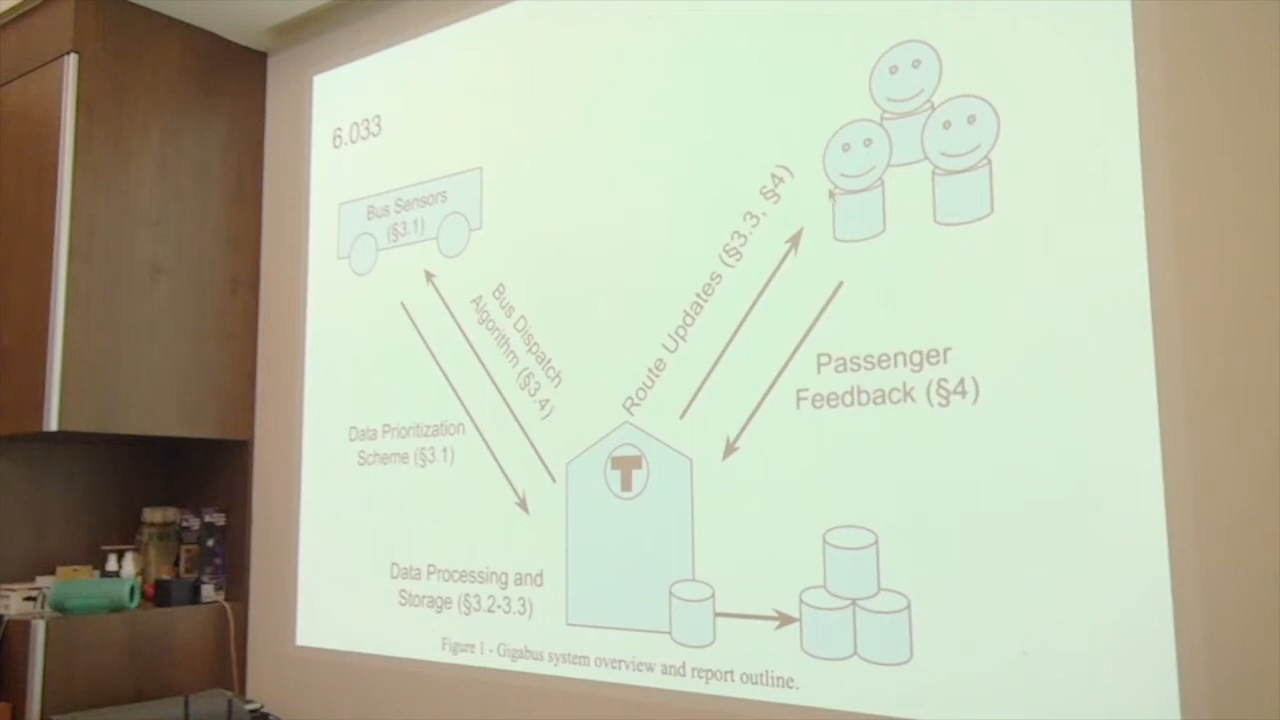 6.033
Bus Sensors
(§3.1)
Bus Dispatch
Algorithm (§3.4)
Route Updates (§3.3, §4)
Passenger
Feedback (§4)
Data Prioritization
Scheme (§3.1)
T
Data Processing and
Storage (§3.2-3.3)
Figure 1 - Gigabus system overview and report outline.